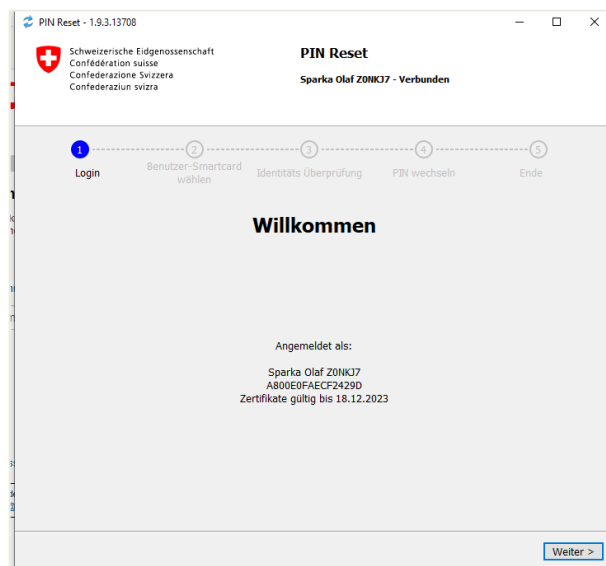 PIN Reset - 1.9.3.13708
Schweizerische Eidgenossenschaft
Confédération suisse
Confederazione Svizzera
Confederaziun svizra
PIN Reset
Sparka Olaf Z0NKJ7 - Verbunden
1
2
3
4
5
Login
Benutzer-Smartcard
wählen
Identitäts Überprüfung
PIN wechseln
Ende
Willkommen
Angemeldet als:
Sparka Olaf Z0NKJ7
A800E0FAECF2429D
Zertifikate gültig bis 18.12.2023
Weiter >